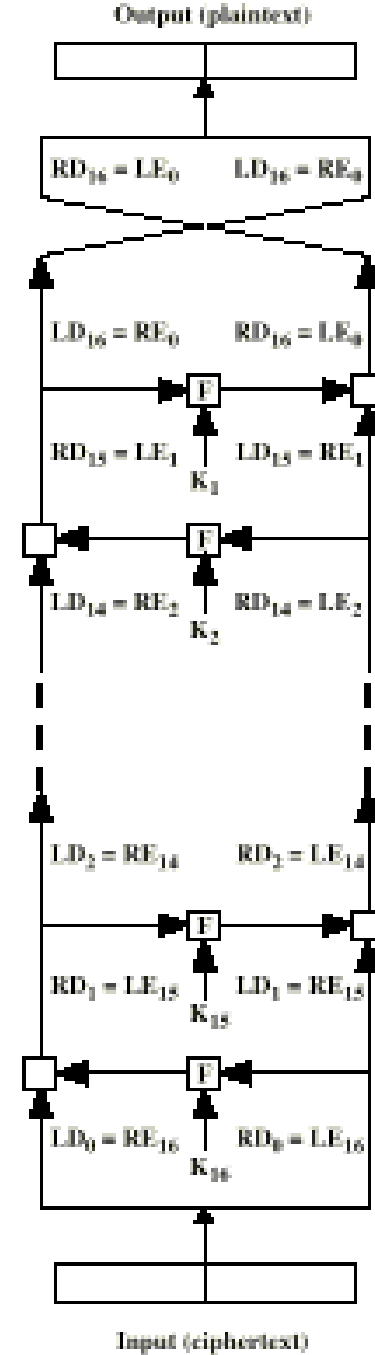 Output (plaintext)
RD₁₆ = LE₀ LD₁₆ = RE₀
LD₁₆ = RE₀ RD₁₆ = LE₀
F
RD₁₅ = LE₁ LD₁₅ = RE₁
K₁
F
LD₁₄ = RE₂ RD₁₄ = LE₂
K₂
LD₂ = RE₁₄ RD₂ = LE₁₄
F
RD₁ = LE₁₅ LD₁ = RE₁₅
K₁₅
F
LD₀ = RE₁₆ RD₀ = LE₁₆
K₁₆
Input (ciphertext)